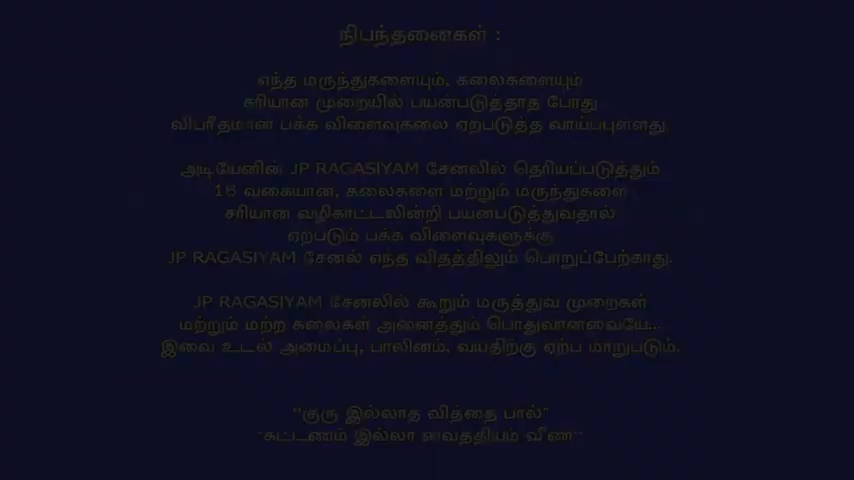 நிபந்தனைகள் :
எந்த மருந்துகளையும், கலைகளையும்
சரியான முறையில் பயன்படுத்தாத போது
விபரீதமான பக்க விளைவுகலை ஏற்படுத்த வாய்ப்புள்ளது.
அடியேனின் JP RAGASIYAM சேனலில் தெரியப்படுத்தும்
18 வகையான, கலைகளை மற்றும் மருந்துகளை
சரியான வழிகாட்டலின்றி பயன்படுத்துவதால்
ஏற்படும் பக்க விளைவுகளுக்கு
JP RAGASIYAM சேனல் எந்த விதத்திலும் பொறுப்பேற்காது.
JP RAGASIYAM சேனலில் கூறும் மருத்துவ முறைகள்
மற்றும் மற்ற கலைகள் அனைத்தும் பொதுவானவையே...
இவை உடல் அமைப்பு, பாலினம், வயதிற்கு ஏற்ப மாறுபடும்.
"குரு இல்லாத வித்தை பாழ்"
இல்லா வைத்தியம் வீண்"